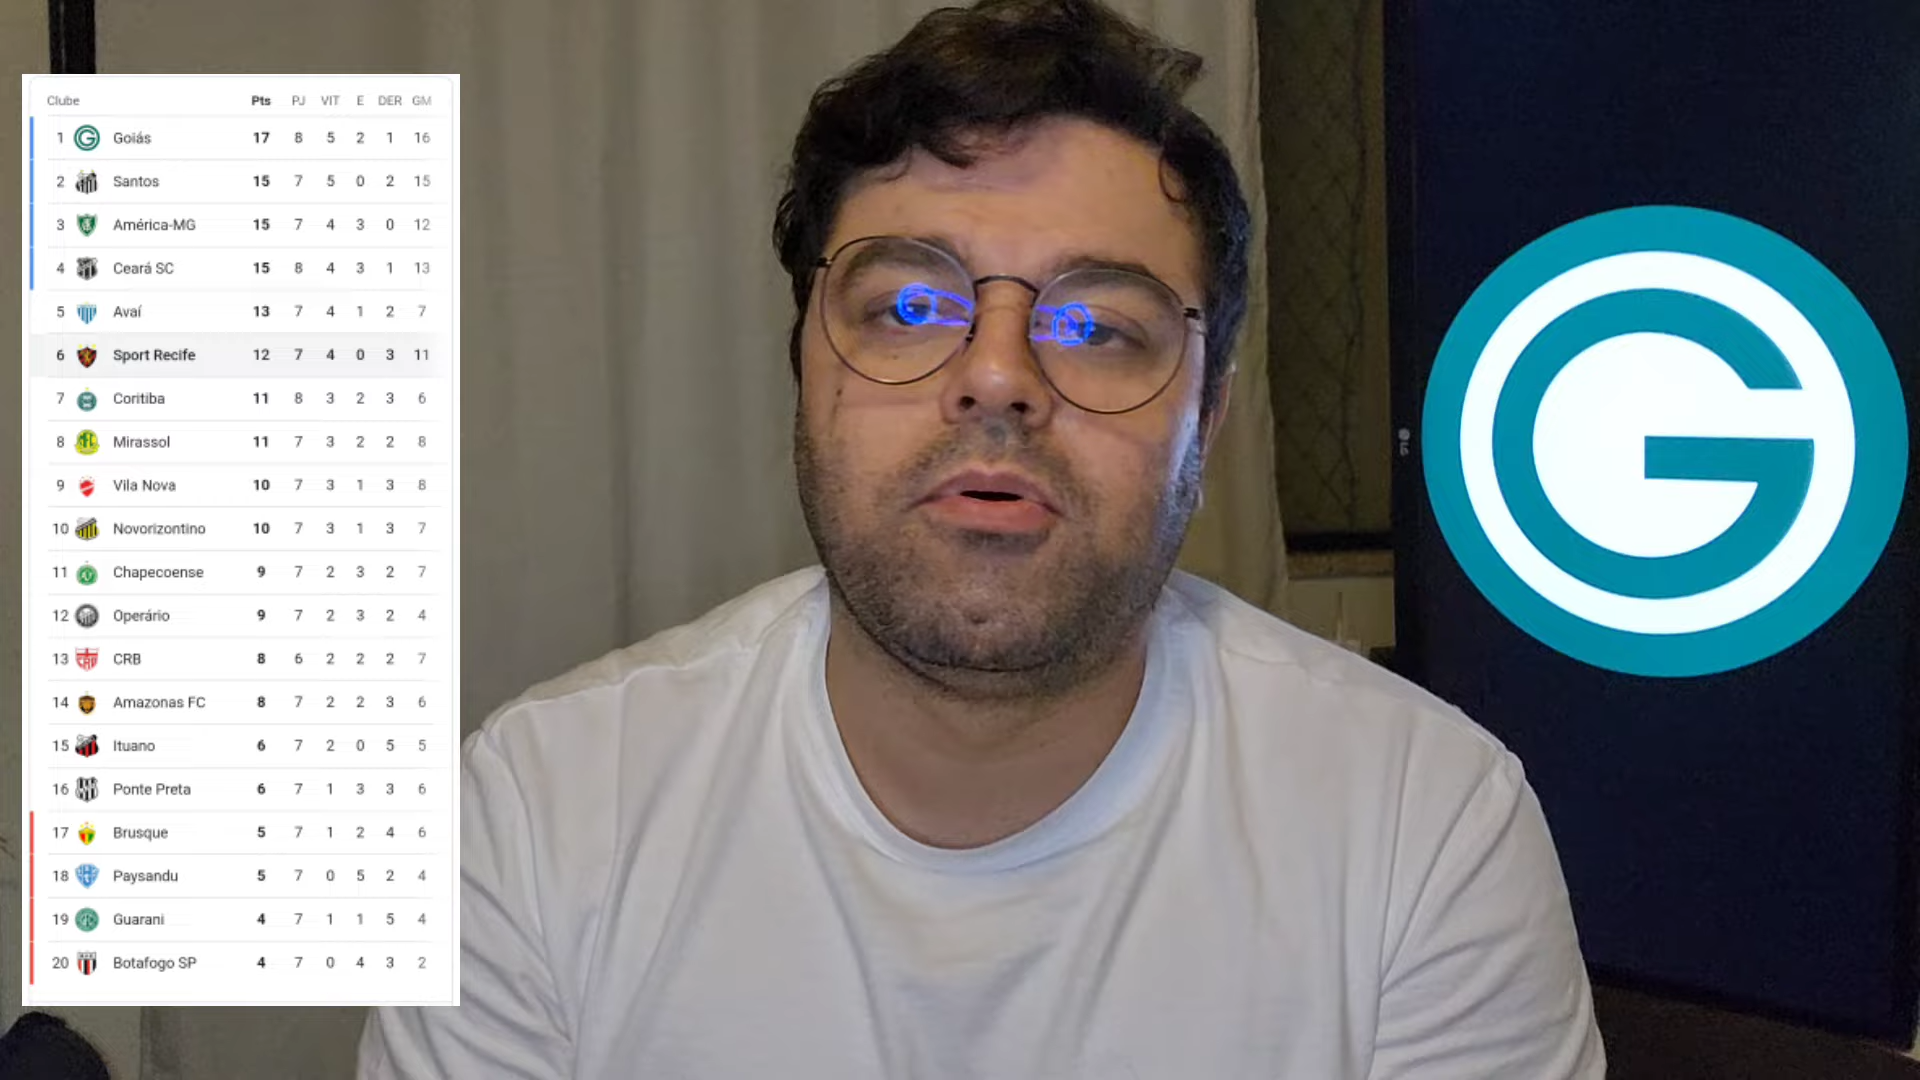 Clube Pts PJ VIT E DER GM
1 Goiás 17 8 5 2 1 16
2 Santos 15 7 5 0 2 15
3 América-MG 15 7 4 3 0 12
4 Ceará SC 15 8 4 3 1 13
5 Avaí 13 7 4 1 2 7
6 Sport Recife 12 7 4 0 3 11
7 Coritiba 11 8 3 2 3 6
8 Mirassol 11 7 3 2 2 8
9 Vila Nova 10 7 3 1 3 8
10 Novorizontino 10 7 3 1 3 7
11 Chapecoense 9 7 2 3 2 7
12 Operário 9 7 2 3 2 4
13 CRB 8 6 2 2 2 7
14 Amazonas FC 8 7 2 2 3 6
15 Ituano 6 7 2 0 5 5
16 Ponte Preta 6 7 1 3 3 6
17 Brusque 5 7 1 2 4 6
18 Paysandu 5 7 0 5 2 4
19 Guarani 4 7 1 1 5 4
20 Botafogo SP 4 7 0 4 3 2
G
LG